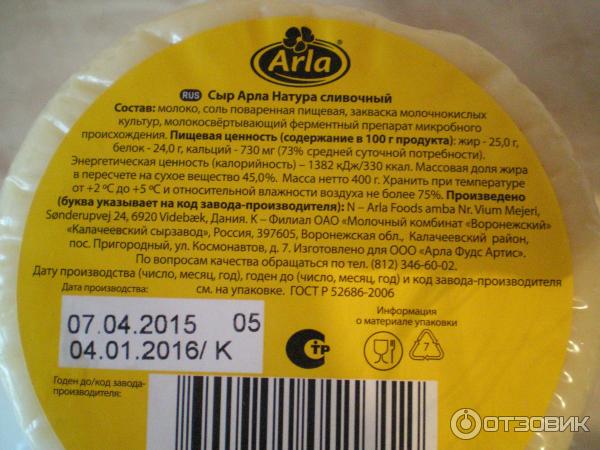 Arla
RUS Сыр Арла Натура сливочный
Состав: молоко, соль поваренная пищевая, закваска молочнокислых
культур, молокосвёртывающий ферментный препарат микробного
происхождения. Пищевая ценность (содержание в 100 г продукта): жир - 25,0 г,
белок - 24,0 г, кальций - 730 мг (73% средней суточной потребности).
Энергетическая ценность (калорийность) – 1382 кДж/330 ккал. Массовая доля жира
в пересчете на сухое вещество 45,0%. Масса нетто 400 г. Хранить при температуре
от +2 °C до +5 °C и относительной влажности воздуха не более 75%. Произведено
(буква указывает на код завода-производителя): N – Arla Foods amba Nr. Vium Mejeri,
Sønderupvej 24, 6920 Videbæk, Дания. K – Филиал ОАО «Молочный комбинат «Воронежский»
«Калачеевский сырзавод», Россия, 397605, Воронежская обл., Калачеевский район,
пос. Пригородный, ул. Космонавтов, д. 7. Изготовлено для ООО «Арла Фудс Артис».
По вопросам качества обращаться по тел. (812) 346-60-02.
Дату производства (число, месяц, год), годен до (число, месяц, год) и код завода-производителя
см. на упаковке. ГОСТ Р 52686-2006
Дата производства:
07.04.2015 05
04.01.2016/ K
Годен до/код завода-
производителя:
СТР
Информация
о материале упаковки
7
ОТЗОВИК